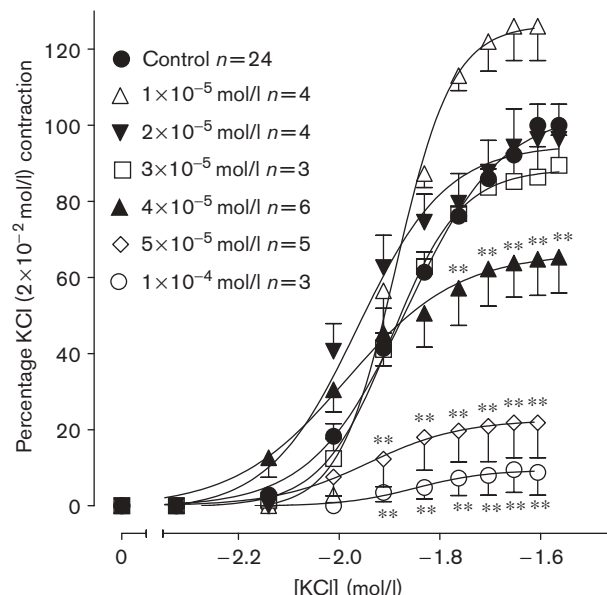 120
100
80
60
40
20
0
Percentage KCl (2×10⁻² mol/l) contraction
Control n=24
1×10⁻⁵ mol/l n=4
2×10⁻⁵ mol/l n=4
3×10⁻⁵ mol/l n=3
4×10⁻⁵ mol/l n=6
5×10⁻⁵ mol/l n=5
1×10⁻⁴ mol/l n=3
** ** ** ** **
** ** ** ** ** **
** ** ** ** ** **
0 −2.2 −2.0 −1.8 −1.6
[KCl] (mol/l)